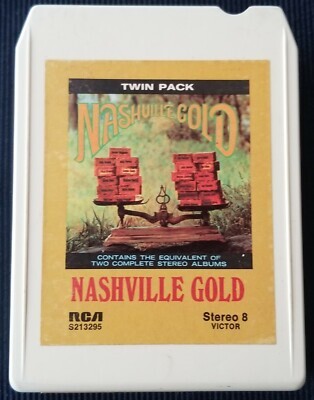 TWIN PACK
NASHVILLE GOLD
CONTAINS THE EQUIVALENT OF
TWO COMPLETE STEREO ALBUMS
NASHVILLE GOLD
RCA
S213295
Stereo 8
VICTOR